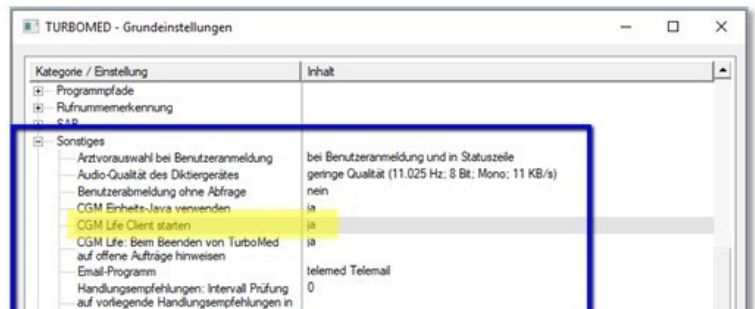 TURBOMED - Grundeinstellungen
Kategorie / Einstellung Inhalt
Programmpfade
Rufnummernerkennung
SAP
Sonstiges
Arztvorauswahl bei Benutzeranmeldung bei Benutzeranmeldung und in Statuszeile
Audio-Qualität des Diktiergerätes geringe Qualität (11.025 Hz; 8 Bit; Mono; 11 KB/s)
Benutzerabmeldung ohne Abfrage nein
CGM Einheits-Java verwenden ja
CGM Life Client starten ja
CGM Life: Beim Beenden von TurboMed ja
auf offene Aufträge hinweisen
Email-Programm telemed Telemail
Handlungsempfehlungen: Intervall Prüfung 0
auf vorliegende Handlungsempfehlungen in